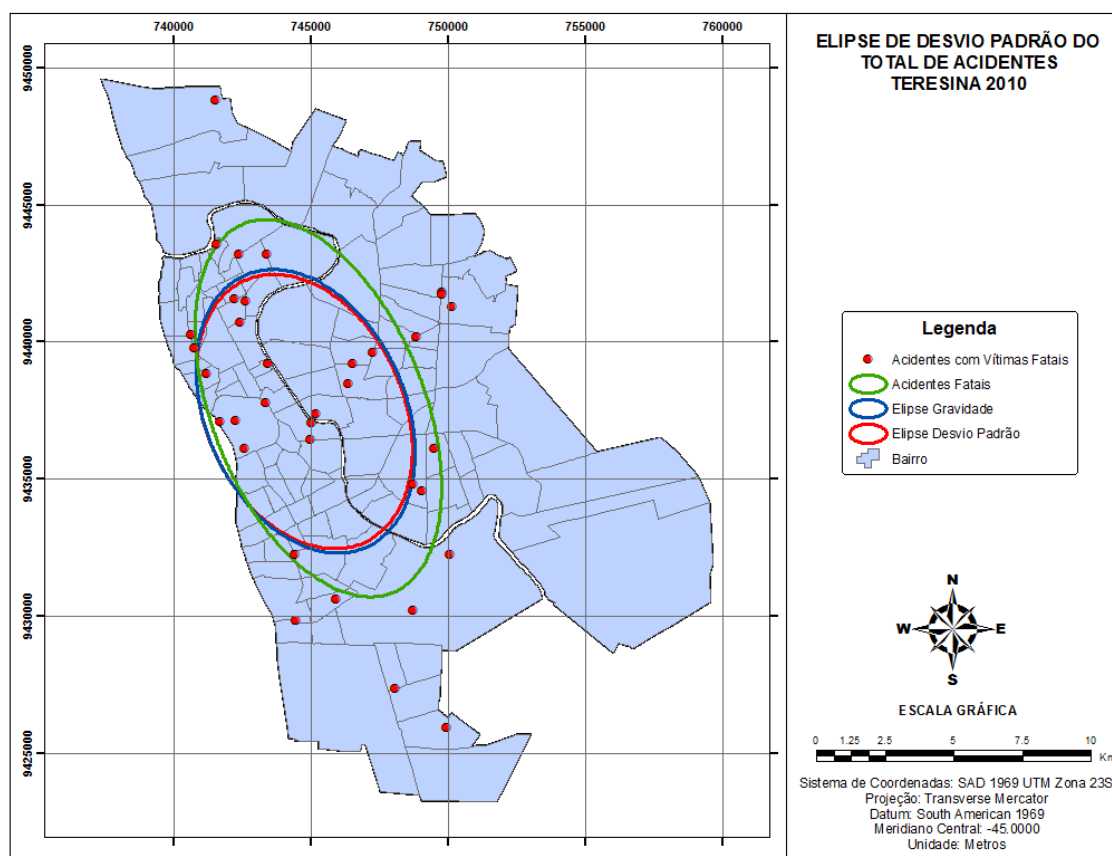 740000 745000 750000 755000 760000
9450000
9445000
9440000
9435000
9430000
9425000
ELIPSE DE DESVIO PADRÃO DO
TOTAL DE ACIDENTES
TERESINA 2010
Legenda
Acidentes com Vítimas Fatais
Acidentes Fatais
Elipse Gravidade
Elipse Desvio Padrão
Bairro
N
W E
S
ESCALA GRÁFICA
0 1.25 2.5 5 7.5 10
Km
Sistema de Coordenadas: SAD 1969 UTM Zona 23S
Projeção: Transverse Mercator
Datum: South American 1969
Meridiano Central: -45.0000
Unidade: Metros